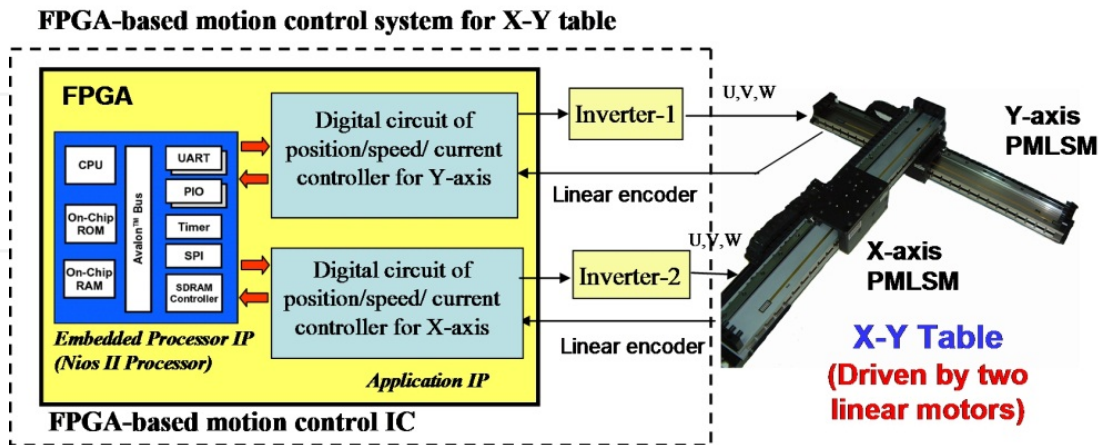 FPGA-based motion control system for X-Y table
FPGA
CPU
On-Chip
ROM
On-Chip
RAM
Avalon™ Bus
UART
PIO
Timer
SPI
SDRAM
Controller
Embedded Processor IP
(Nios II Processor)
Digital circuit of
position/speed/ current
controller for Y-axis
Digital circuit of
position/speed/ current
controller for X-axis
Application IP
FPGA-based motion control IC
Inverter-1
U,V,W
Linear encoder
Inverter-2
U,V,W
Linear encoder
Y-axis
PMLSM
X-axis
PMLSM
X-Y Table
(Driven by two
linear motors)